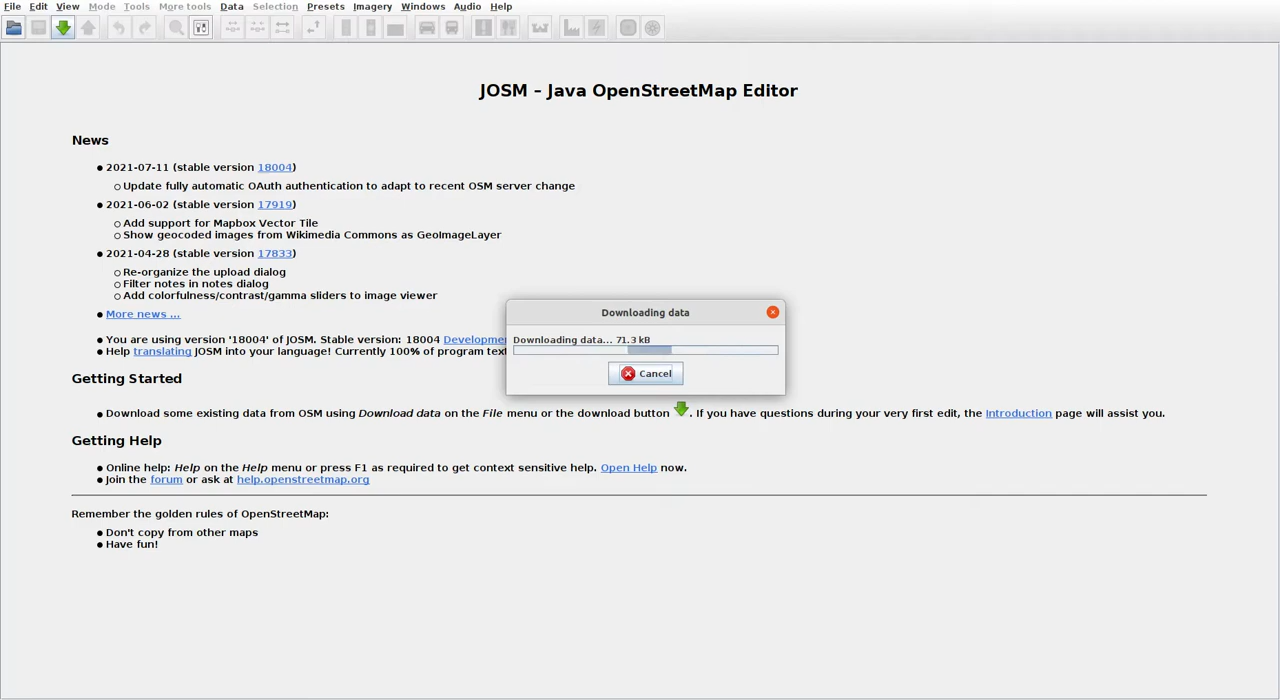 File Edit View Mode Tools More tools Data Selection Presets Imagery Windows Audio Help
JOSM – Java OpenStreetMap Editor
News
2021-07-11 (stable version 18004)
Update fully automatic OAuth authentication to adapt to recent OSM server change
2021-06-02 (stable version 17919)
Add support for Mapbox Vector Tile
Show geocoded images from Wikimedia Commons as GeoImageLayer
2021-04-28 (stable version 17833)
Re-organize the upload dialog
Filter notes in notes dialog
Add colorfulness/contrast/gamma sliders to image viewer
More news ...
You are using version '18004' of JOSM. Stable version: 18004
Help translating JOSM into your language! Currently 100% of program
Downloading data
Downloading data... 71.3 kB
Cancel
Getting Started
Download some existing data from OSM using Download data on the File menu or the download button . If you have questions during your very first edit, the Introduction page will assist you.
Getting Help
Online help: Help on the Help menu or press F1 as required to get context sensitive help. Open Help now.
Join the forum or ask at help.openstreetmap.org
Remember the golden rules of OpenStreetMap:
Don't copy from other maps
Have fun!